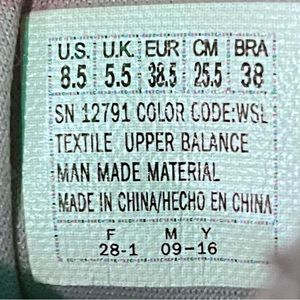 U.S. U.K. EUR CM BRA
8.5 5.5 38.5 25.5 38
SN 12791 COLOR CODE:WSL
TEXTILE UPPER BALANCE
MAN MADE MATERIAL
MADE IN CHINA/HECHO EN CHINA
F M Y
28-1 09-16